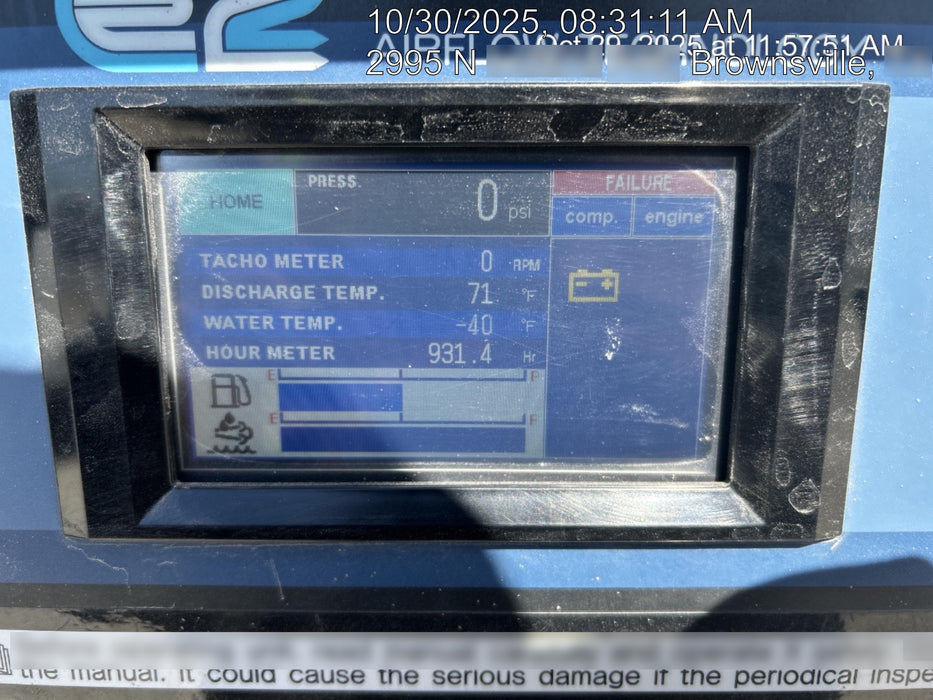 10/30/2025, 08:31:11 AM
Oct 29, 2025 at 11:57:51 AM
2995 N Brownsville,
HOME
PRESS. 0 psi
FAILURE
comp. engine
TACHO METER 0 RPM
DISCHARGE TEMP. 71 °F
WATER TEMP. -40 °F
HOUR METER 931.4 Hr
E F
E F
the manual. It could cause the serious damage if the periodical inspe